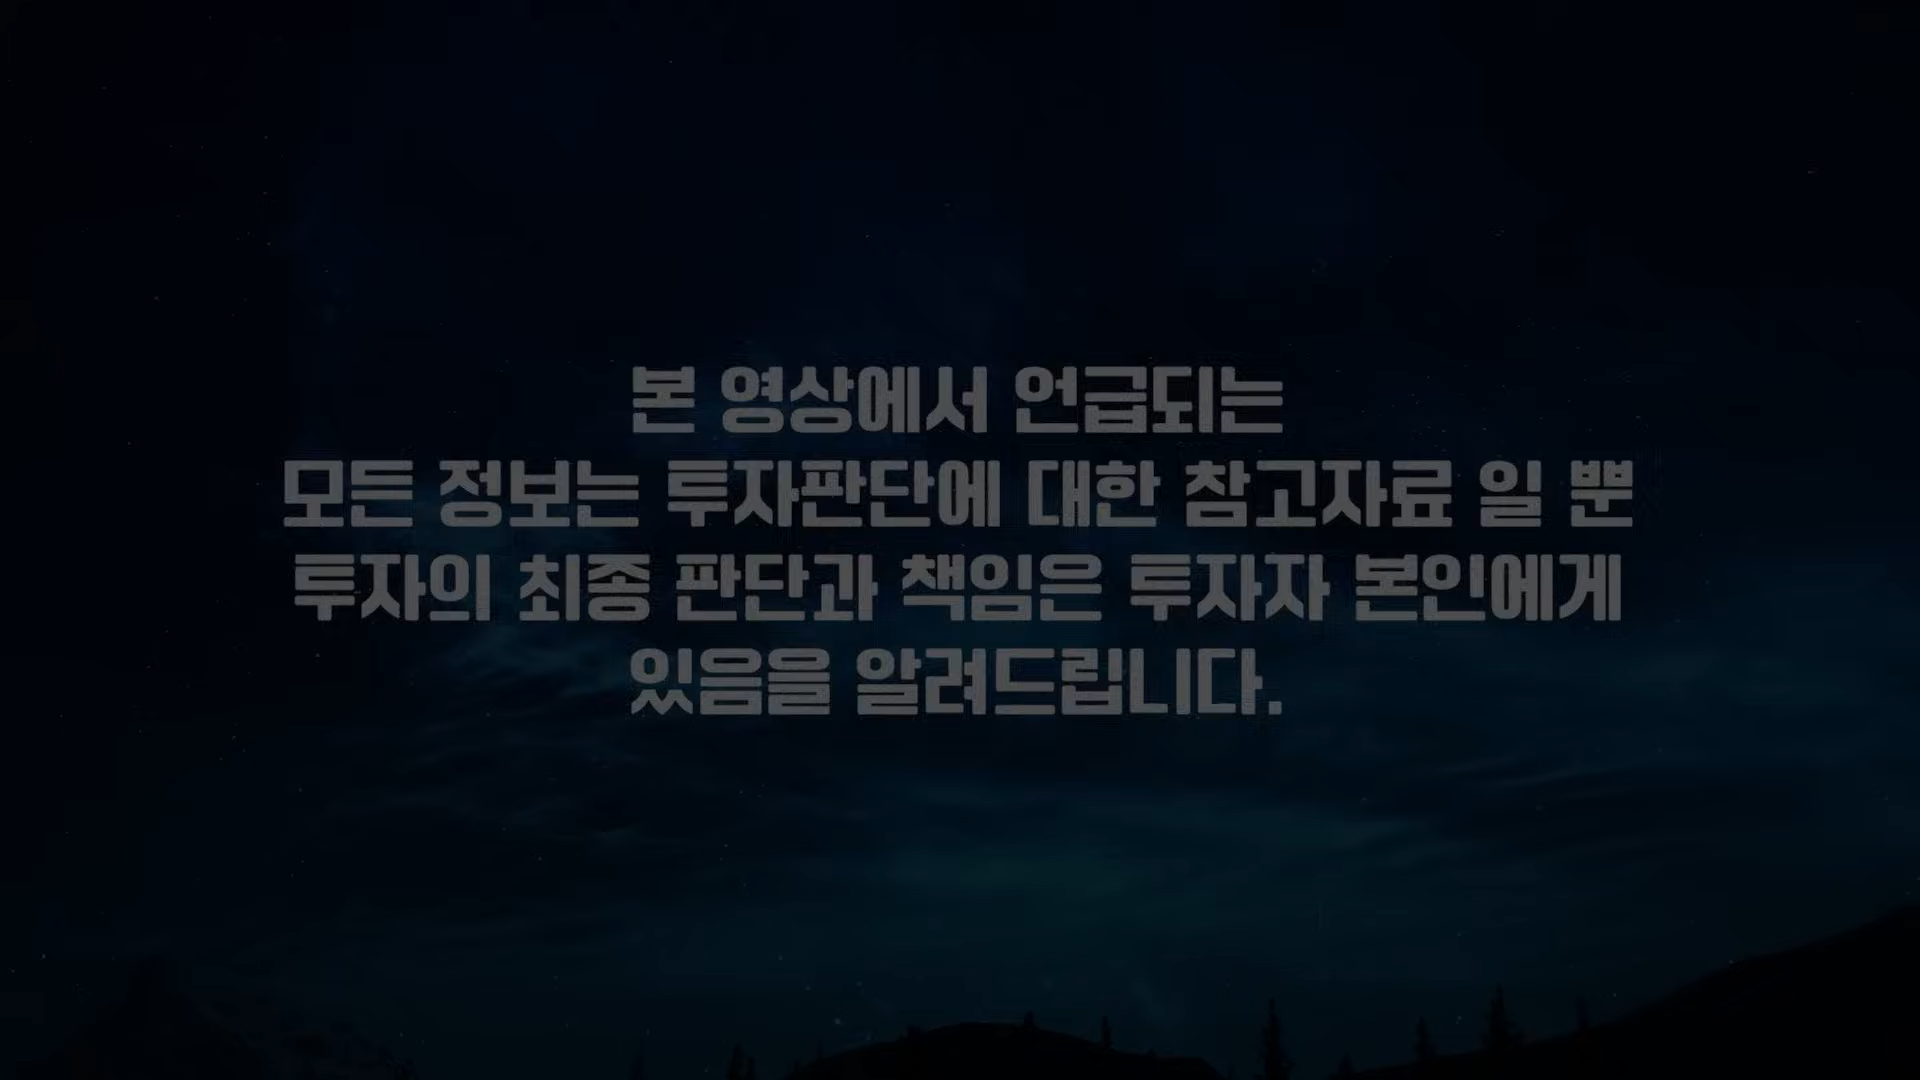 본 영상에서 언급되는
모든 정보는 투자판단에 대한 참고자료 일 뿐
투자의 최종 판단과 책임은 투자자 본인에게
있음을 알려드립니다.